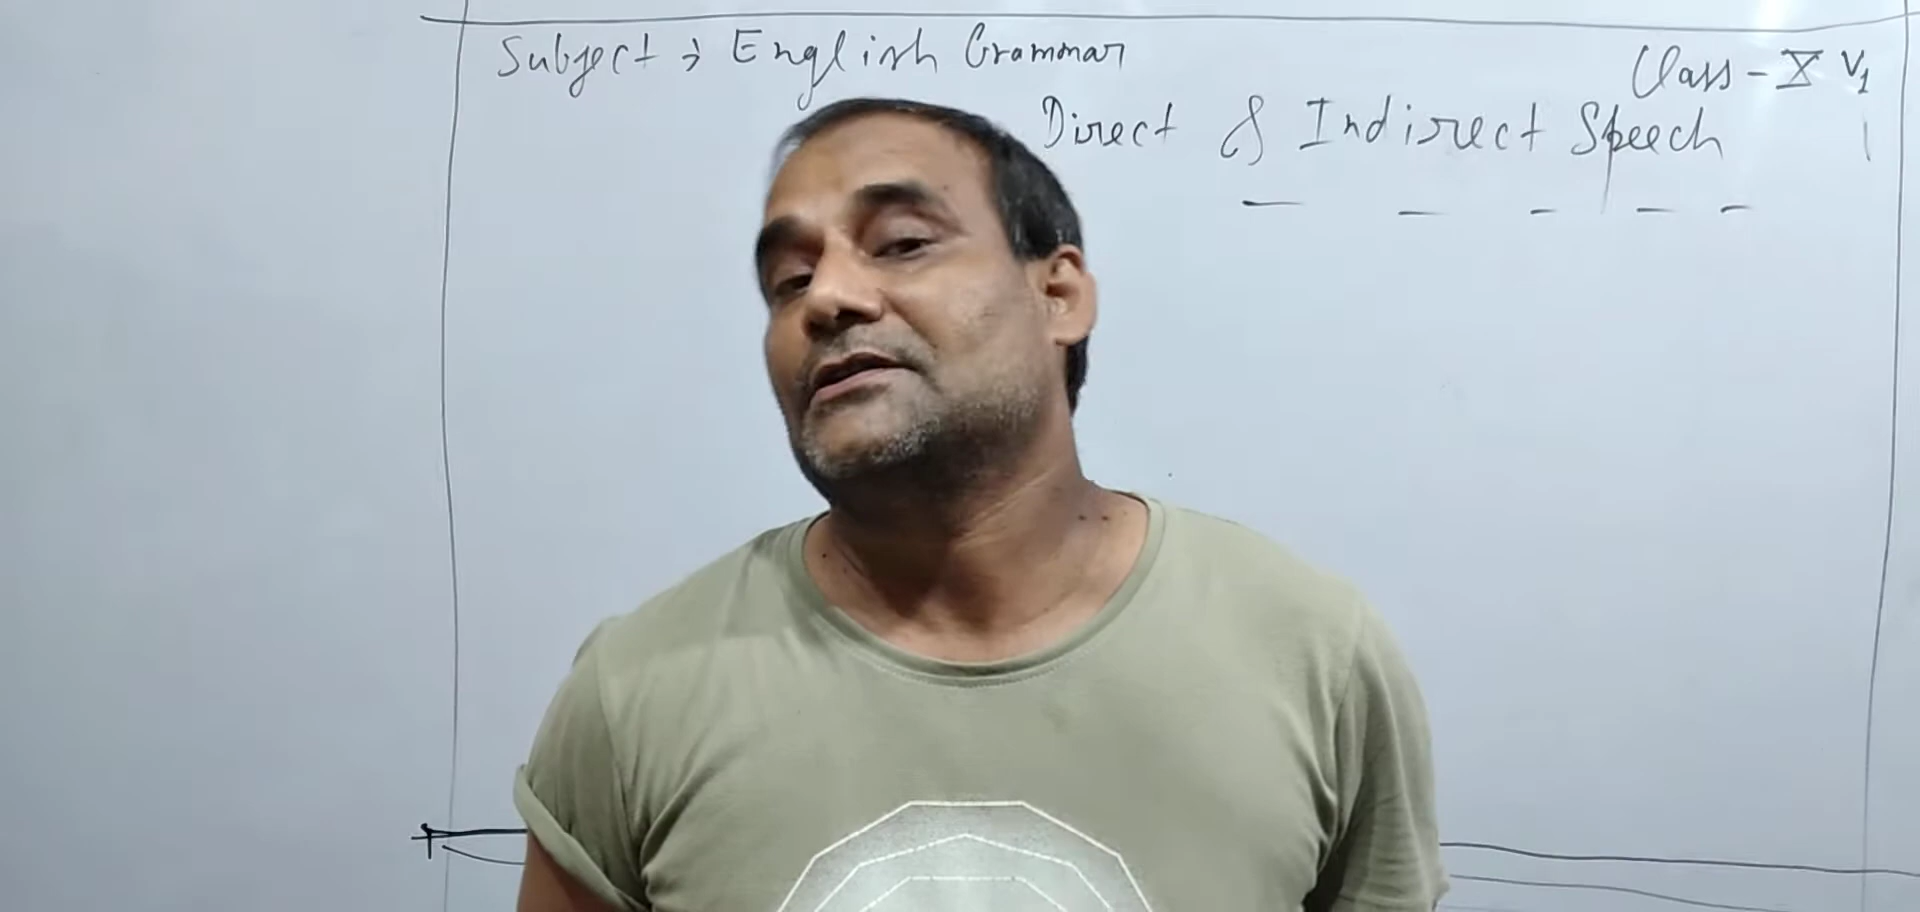 Subject → English Grammar
Class - X V1
Direct & Indirect Speech